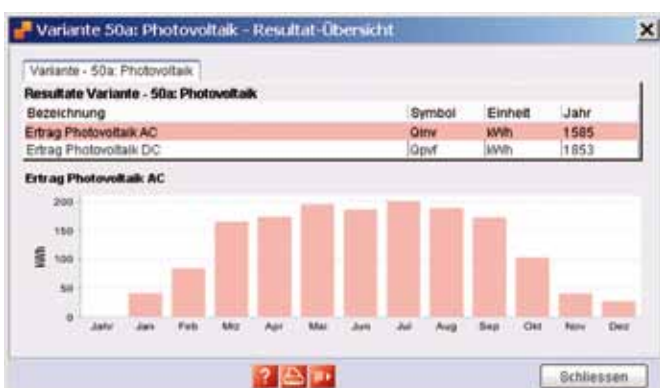 Variante 50a: Photovoltaik - Resultat-Übersicht
Variante - 50a: Photovoltaik
Resultate Variante - 50a: Photovoltaik
Bezeichnung Symbol Einheit Jahr
Ertrag Photovoltaik AC Qinv kWh 1585
Ertrag Photovoltaik DC Qpvf kWh 1853
Ertrag Photovoltaik AC
200
150
100
50
0
kWh
Jahr Jan Feb Mrz Apr Mai Jun Jul Aug Sep Okt Nov Dez
?
Schliessen